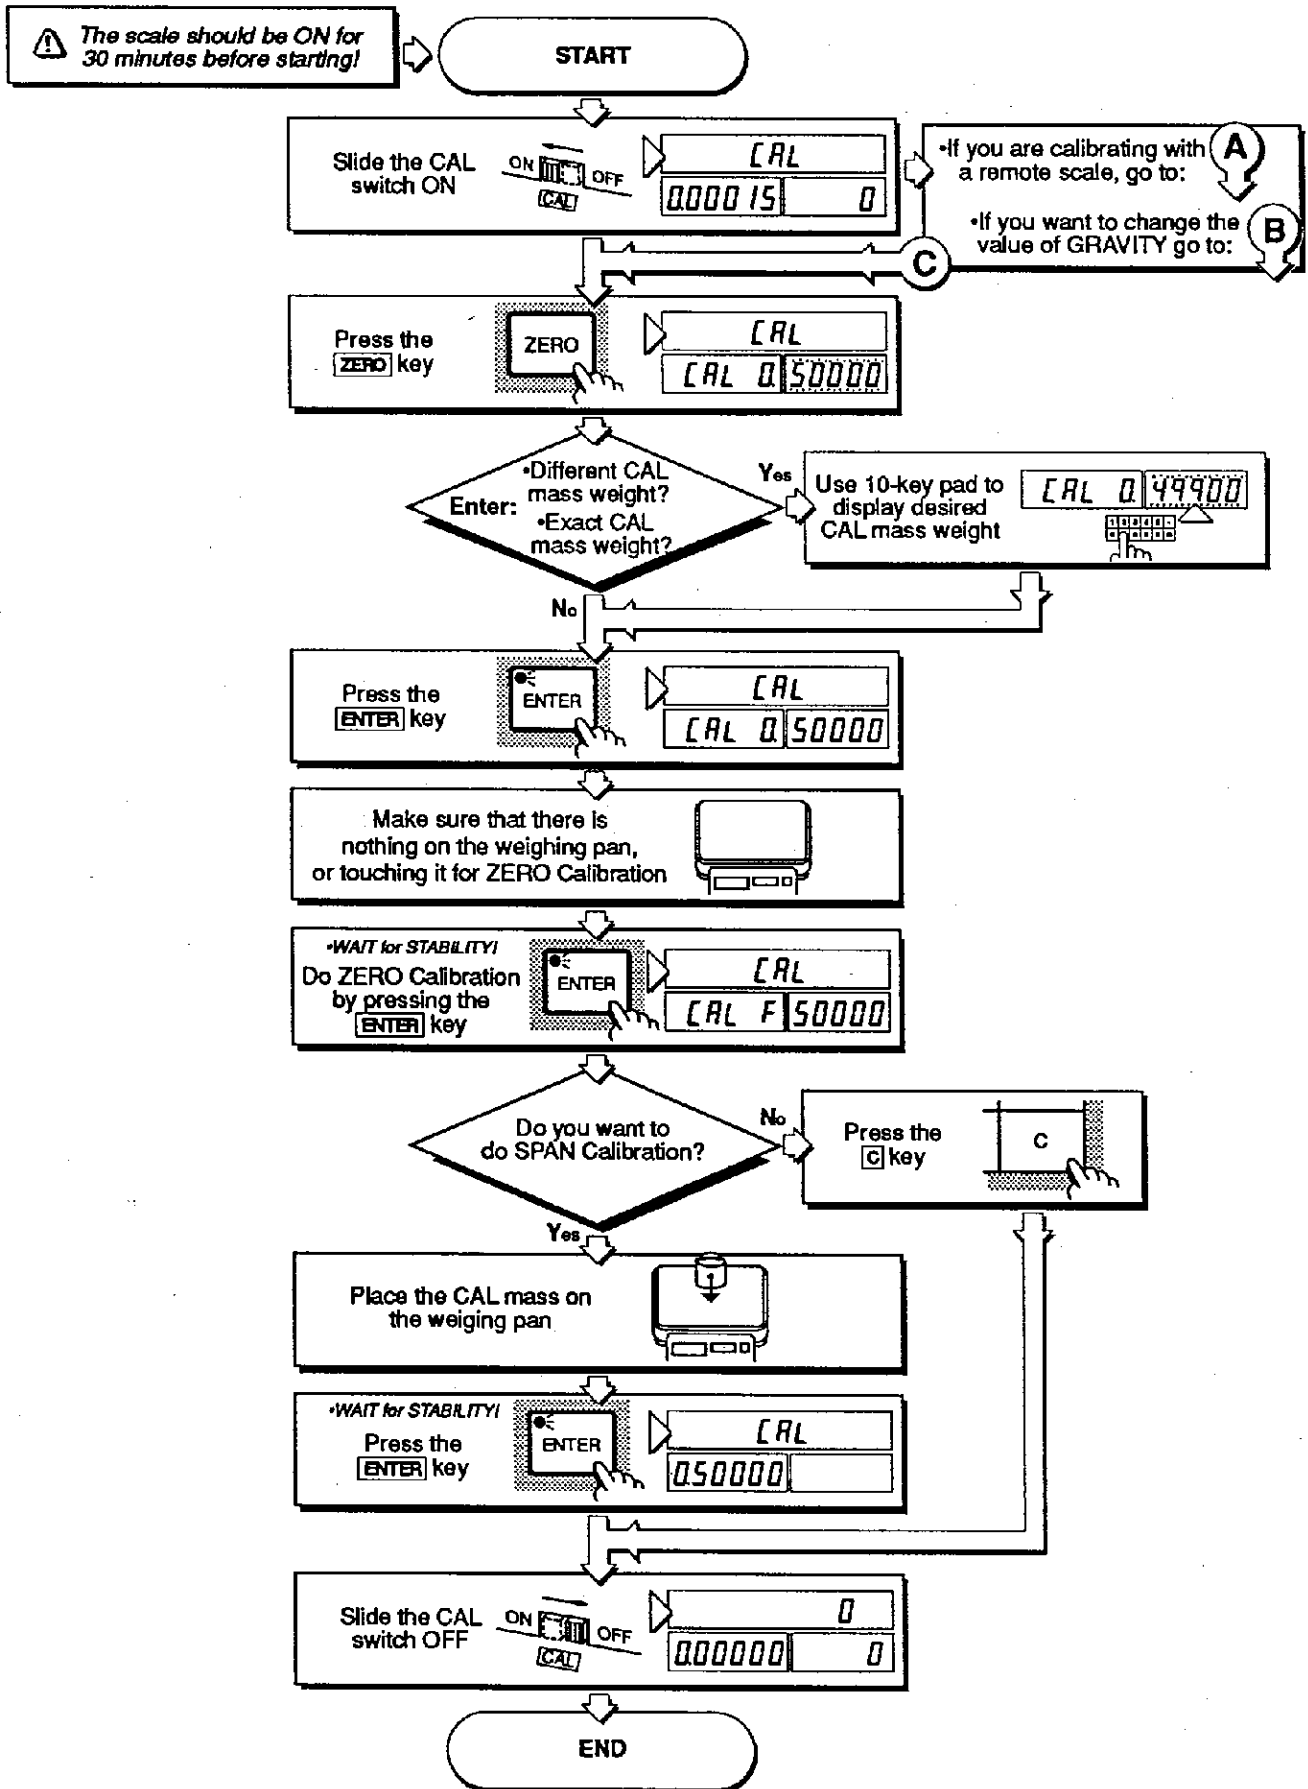 The scale should be ON for
30 minutes before starting!
START
Slide the CAL
switch ON
ON
OFF
CAL
CAL
0.00015
0
•If you are calibrating with
a remote scale, go to:
A
•If you want to change the
value of GRAVITY go to:
B
C
Press the
ZERO key
ZERO
CAL
CAL 0.
50000
Enter:
•Different CAL
mass weight?
•Exact CAL
mass weight?
Yes
Use 10-key pad to
display desired
CAL mass weight
CAL 0.
49900
No
Press the
ENTER key
ENTER
CAL
CAL 0.
50000
Make sure that there is
nothing on the weighing pan,
or touching it for ZERO Calibration
•WAIT for STABILITY!
Do ZERO Calibration
by pressing the
ENTER key
ENTER
CAL
CAL F
50000
Do you want to
do SPAN Calibration?
No
Press the
C key
C
Yes
Place the CAL mass on
the weiging pan
•WAIT for STABILITY!
Press the
ENTER key
ENTER
CAL
0.50000
Slide the CAL
switch OFF
ON
OFF
CAL
0
0.00000
0
END